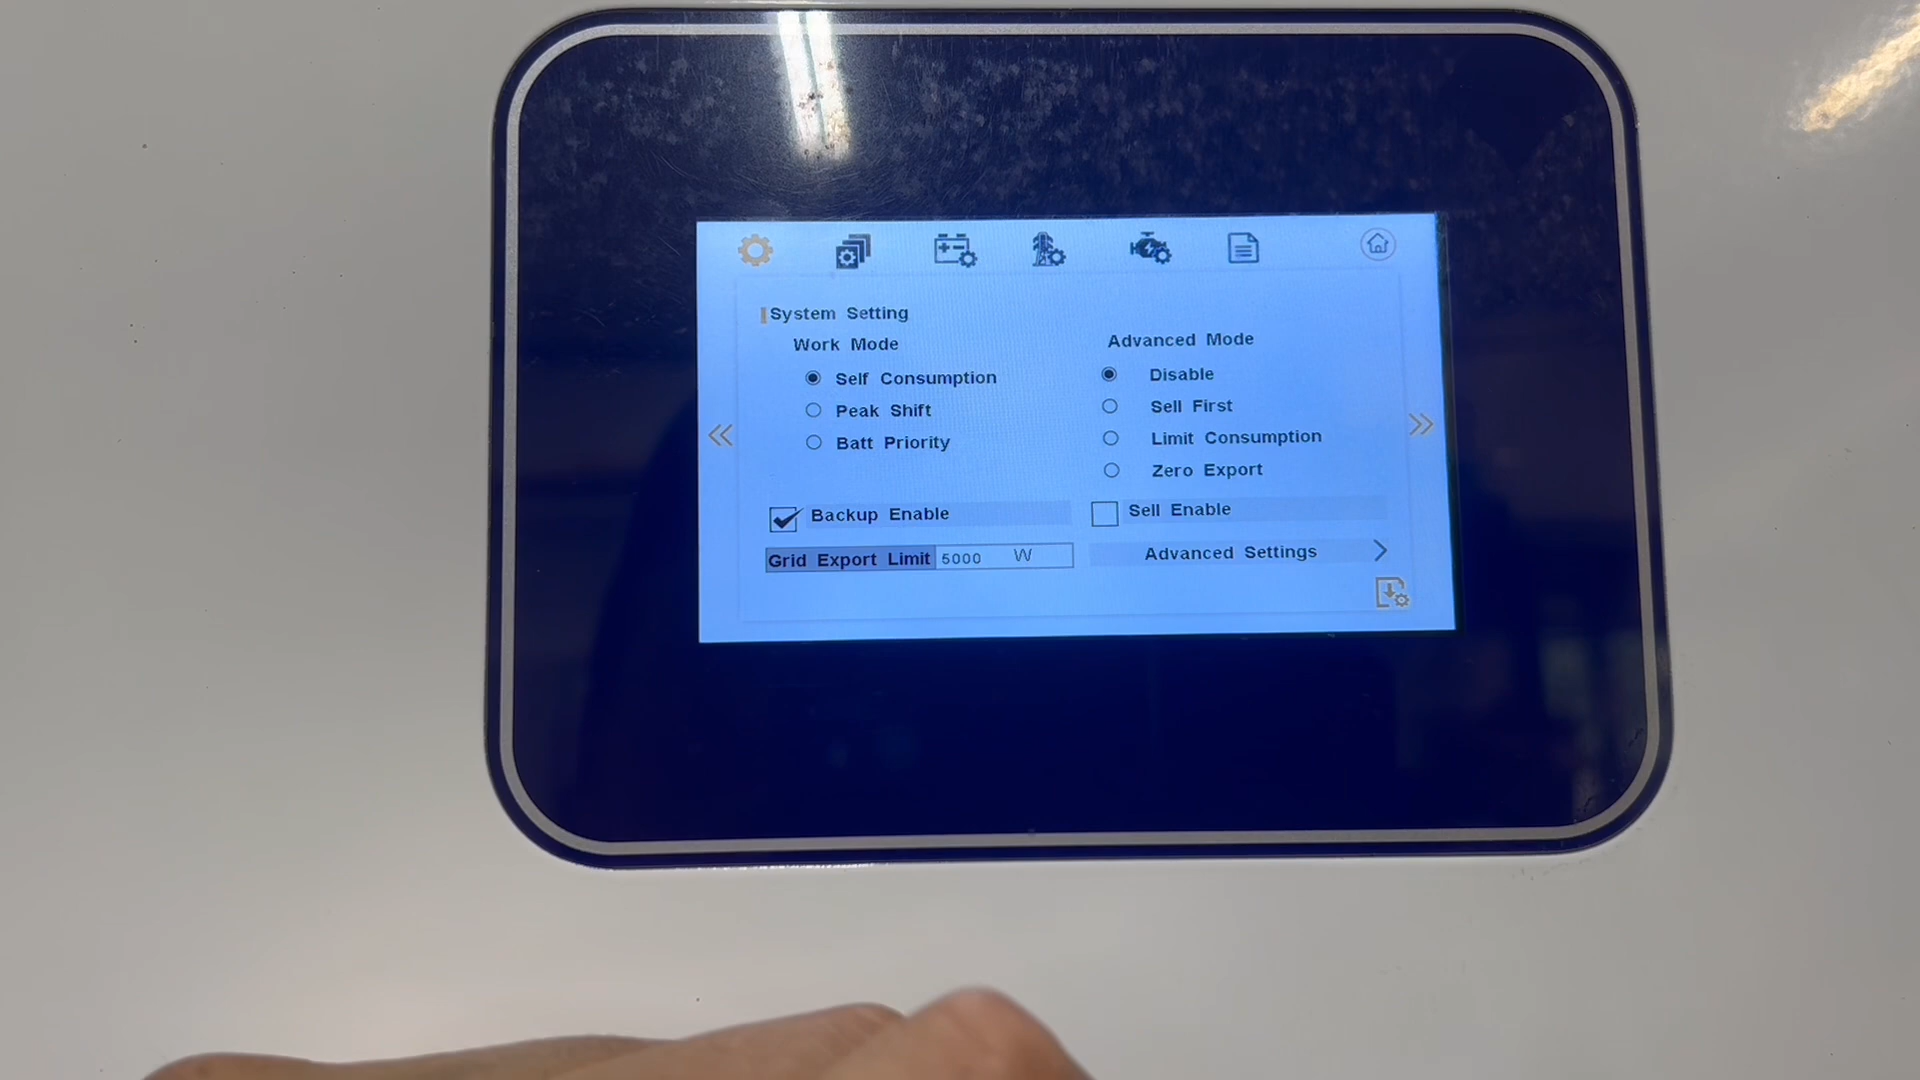 System Setting
Work Mode
Self Consumption
Peak Shift
Batt Priority
Advanced Mode
Disable
Sell First
Limit Consumption
Zero Export
Backup Enable
Sell Enable
Grid Export Limit 5000 W
Advanced Settings